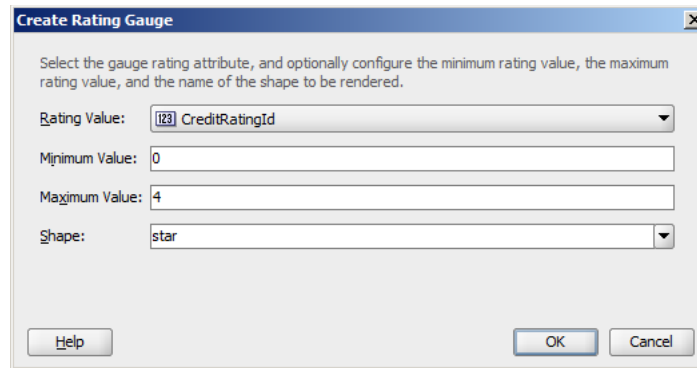 Create Rating Gauge
Select the gauge rating attribute, and optionally configure the minimum rating value, the maximum
rating value, and the name of the shape to be rendered.
Rating Value: 123 CreditRatingId
Minimum Value: 0
Maximum Value: 4
Shape: star
Help OK Cancel